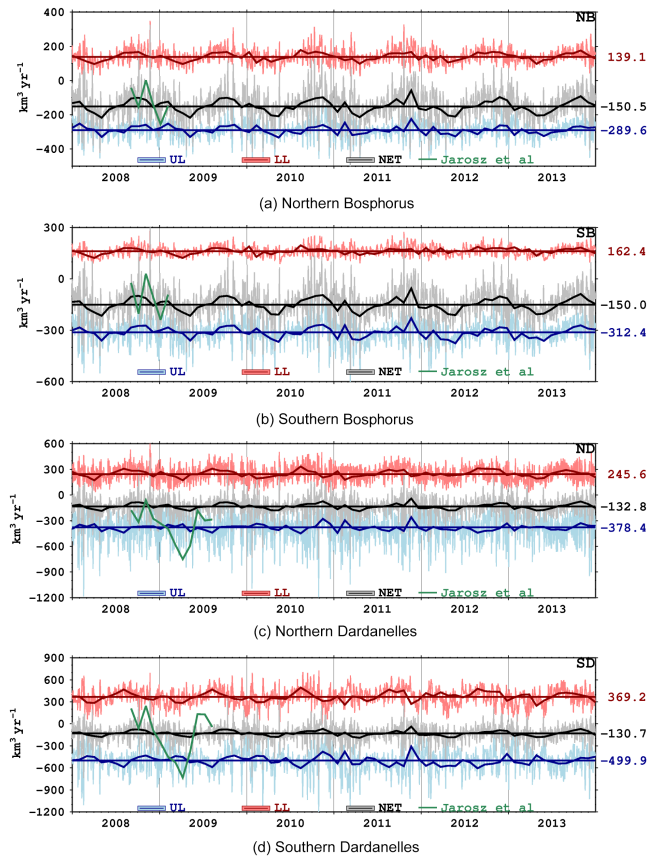 NB
400
200
0
−200
−400
km³ yr⁻¹
139.1
−150.5
−289.6
UL LL NET Jarosz et al
2008 2009 2010 2011 2012 2013
(a) Northern Bosphorus
SB
300
0
−300
−600
km³ yr⁻¹
162.4
−150.0
−312.4
UL LL NET Jarosz et al
2008 2009 2010 2011 2012 2013
(b) Southern Bosphorus
ND
600
300
0
−300
−600
−900
−1200
km³ yr⁻¹
245.6
−132.8
−378.4
UL LL NET Jarosz et al
2008 2009 2010 2011 2012 2013
(c) Northern Dardanelles
SD
900
600
300
0
−300
−600
−900
−1200
km³ yr⁻¹
369.2
−130.7
−499.9
UL LL NET Jarosz et al
2008 2009 2010 2011 2012 2013
(d) Southern Dardanelles